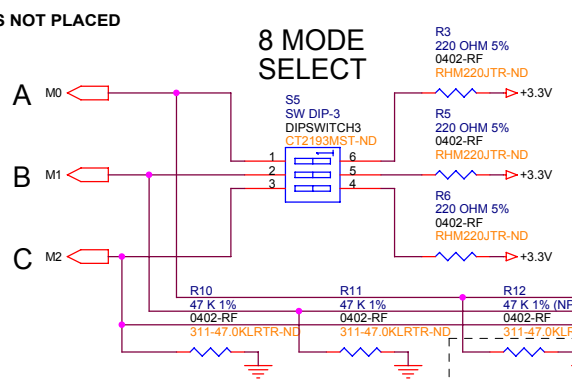 S NOT PLACED
8 MODE
SELECT
R3
220 OHM 5%
0402-RF
RHM220JTR-ND
+3.3V
A M0
S5
SW DIP-3
DIPSWITCH3
CT2193MST-ND
1 6
2 5
3 4
R5
220 OHM 5%
0402-RF
RHM220JTR-ND
+3.3V
B M1
R6
220 OHM 5%
0402-RF
RHM220JTR-ND
+3.3V
C M2
R10
47 K 1%
0402-RF
311-47.0KLRTR-ND
R11
47 K 1%
0402-RF
311-47.0KLRTR-ND
R12
47 K 1% (NP
0402-RF
311-47.0KLR